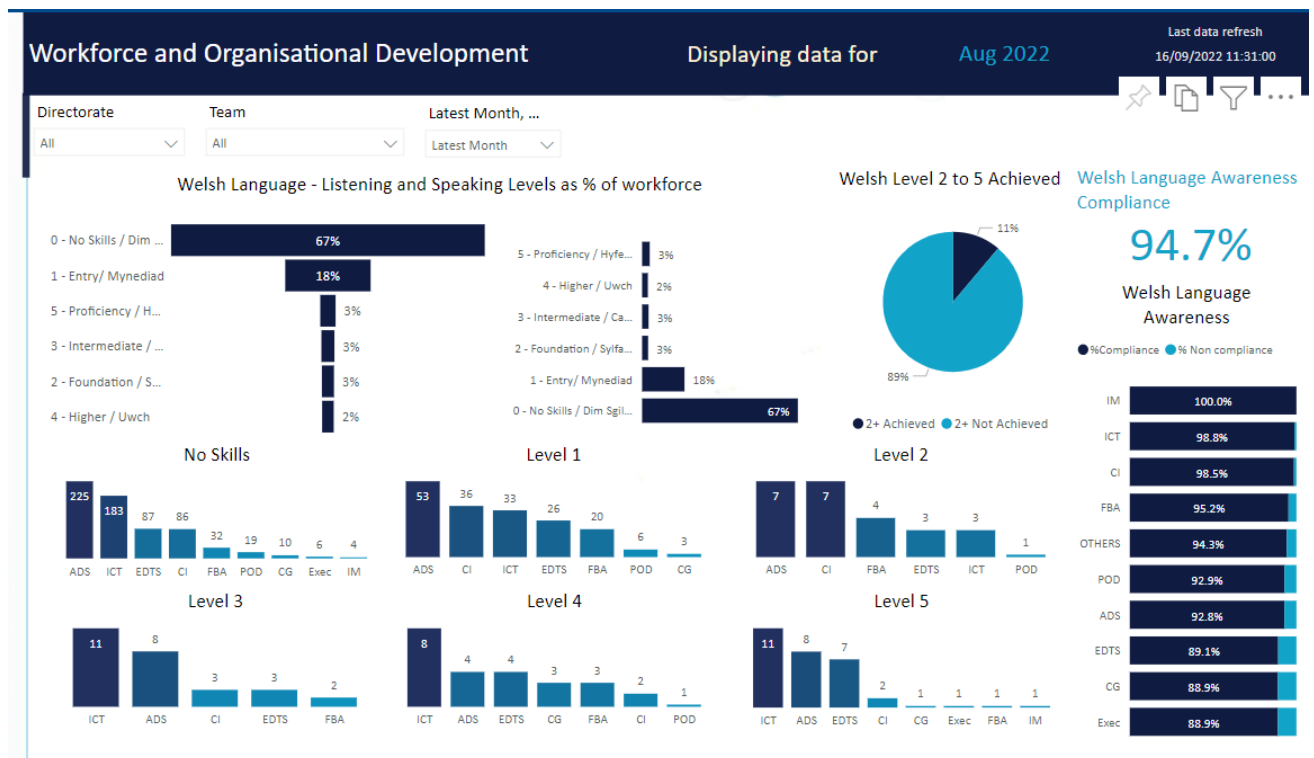 Workforce and Organisational Development
Displaying data for
Aug 2022
Last data refresh
16/09/2022 11:31:00
Directorate
Team
Latest Month, ...
All
All
Latest Month
Welsh Language - Listening and Speaking Levels as % of workforce
0 - No Skills / Dim ...
67%
1 - Entry/ Mynediad
18%
5 - Proficiency / H...
3%
3 - Intermediate / ...
3%
2 - Foundation / S...
3%
4 - Higher / Uwch
2%
5 - Proficiency / Hyfe...
3%
4 - Higher / Uwch
2%
3 - Intermediate / Ca...
3%
2 - Foundation / Sylfa...
3%
1 - Entry/ Mynediad
18%
0 - No Skills / Dim Sgil...
67%
Welsh Level 2 to 5 Achieved
11%
89%
2+ Achieved
2+ Not Achieved
Welsh Language Awareness
Compliance
94.7%
Welsh Language
Awareness
%Compliance
% Non compliance
IM
100.0%
ICT
98.8%
CI
98.5%
FBA
95.2%
OTHERS
94.3%
POD
92.9%
ADS
92.8%
EDTS
89.1%
CG
88.9%
Exec
88.9%
No Skills
225 183 87 86 32 19 10 6 4
ADS ICT EDTS CI FBA POD CG Exec IM
Level 1
53 36 33 26 20 6 3
ADS CI ICT EDTS FBA POD CG
Level 2
7 7 4 3 3 1
ADS CI FBA EDTS ICT POD
Level 3
11 8 3 3 2
ICT ADS CI EDTS FBA
Level 4
8 4 4 3 3 2 1
ICT ADS EDTS CG FBA CI POD
Level 5
11 8 7 2 1 1 1 1
ICT ADS EDTS CI CG Exec FBA IM